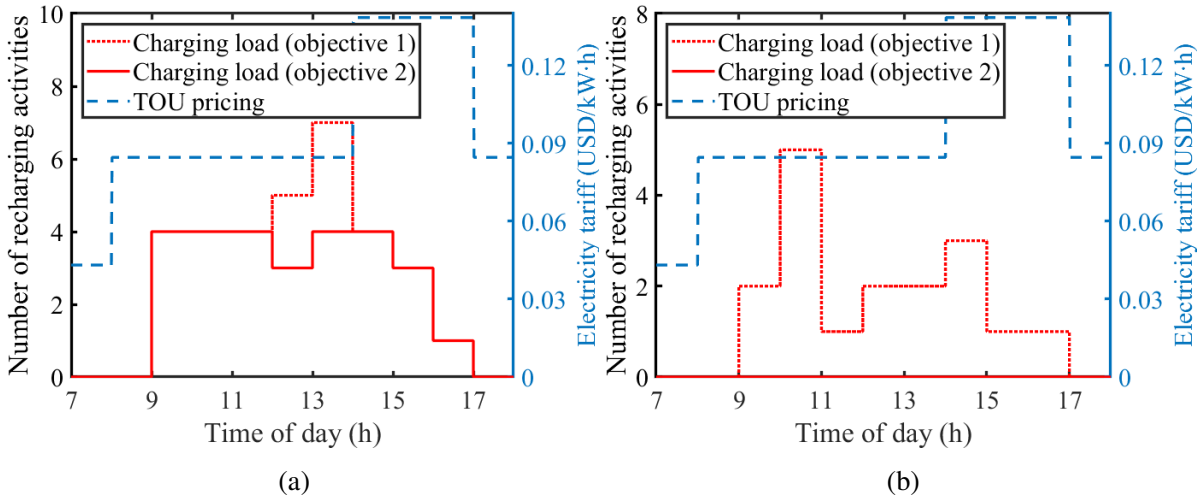 10
8
6
4
2
0
Number of recharging activities
Charging load (objective 1)
Charging load (objective 2)
TOU pricing
0.12
0.09
0.06
0.03
0
Electricity tariff (USD/kW·h)
7 9 11 13 15 17
Time of day (h)
(a)
8
6
4
2
0
Number of recharging activities
Charging load (objective 1)
Charging load (objective 2)
TOU pricing
0.12
0.09
0.06
0.03
0
Electricity tariff (USD/kW·h)
7 9 11 13 15 17
Time of day (h)
(b)